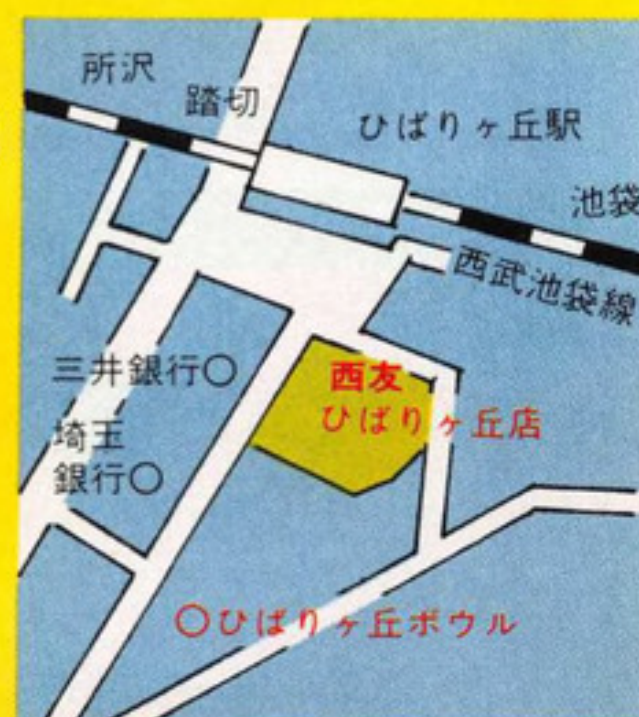 所沢
踏切
ひばりヶ丘駅
池袋
西武池袋線
三井銀行○
西友
ひばりヶ丘店
埼玉
銀行○
○ひばりヶ丘ボウル